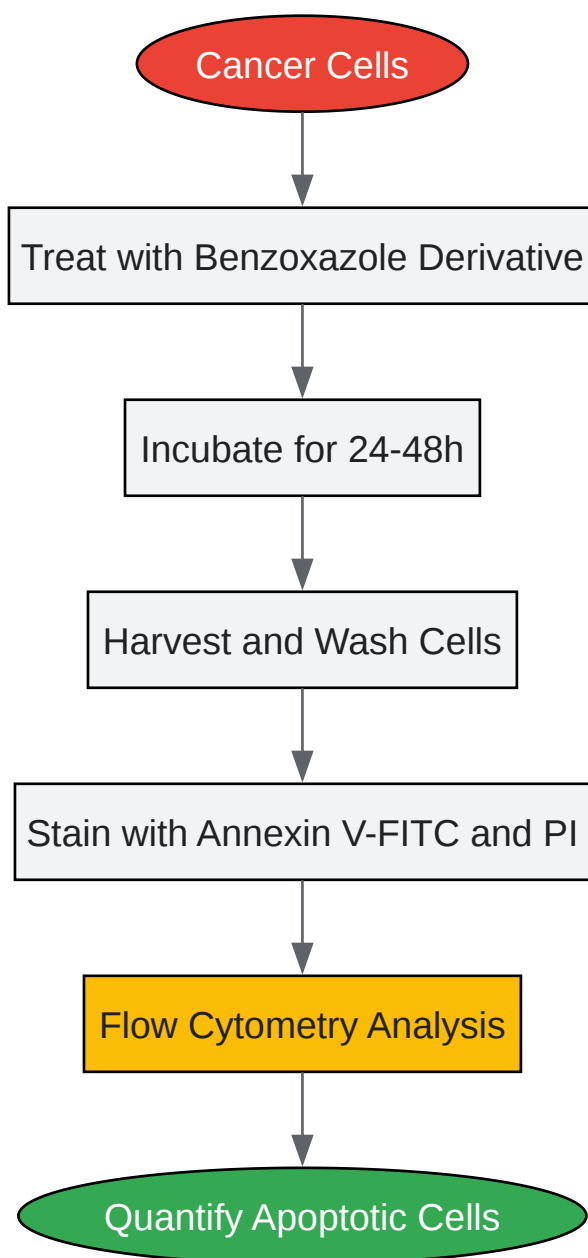 Cancer Cells
Treat with Benzoxazole Derivative
Incubate for 24-48h
Harvest and Wash Cells
Stain with Annexin V-FITC and PI
Flow Cytometry Analysis
Quantify Apoptotic Cells